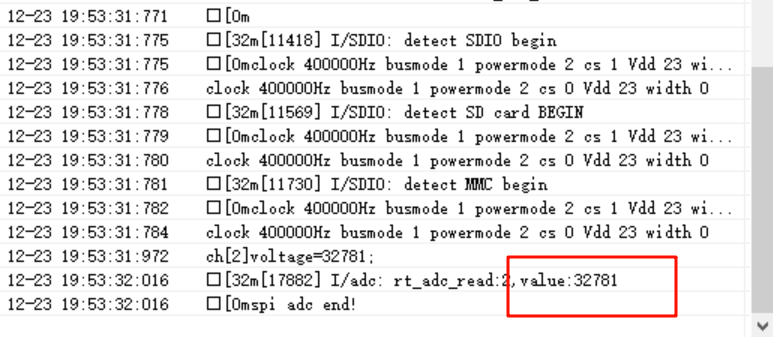 12-23 19:53:31:771 □[0m
12-23 19:53:31:775 □[32m[11418] I/SDIO: detect SDIO begin
12-23 19:53:31:775 □[0mclock 400000Hz busmode 1 powermode 2 cs 1 Vdd 23 wi...
12-23 19:53:31:776 clock 400000Hz busmode 1 powermode 2 cs 0 Vdd 23 width 0
12-23 19:53:31:778 □[32m[11569] I/SDIO: detect SD card BEGIN
12-23 19:53:31:779 □[0mclock 400000Hz busmode 1 powermode 2 cs 1 Vdd 23 wi...
12-23 19:53:31:780 clock 400000Hz busmode 1 powermode 2 cs 0 Vdd 23 width 0
12-23 19:53:31:781 □[32m[11730] I/SDIO: detect MMC begin
12-23 19:53:31:782 □[0mclock 400000Hz busmode 1 powermode 2 cs 1 Vdd 23 wi...
12-23 19:53:31:784 clock 400000Hz busmode 1 powermode 2 cs 0 Vdd 23 width 0
12-23 19:53:31:972 ch[2]voltage=32781;
12-23 19:53:32:016 □[32m[17882] I/adc: rt_adc_read:2,value:32781
12-23 19:53:32:016 □[0mspi adc end!